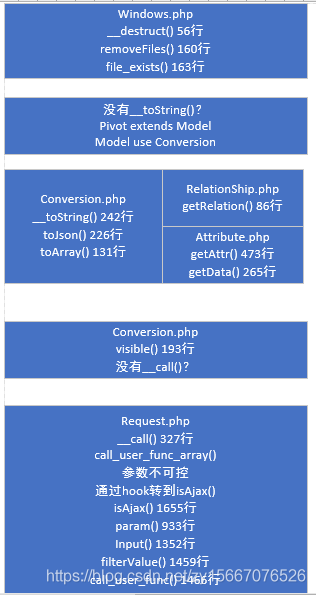 Windows.php
__destruct() 56行
removeFiles() 160行
file_exists() 163行
没有__toString()?
Pivot extends Model
Model use Conversion
Conversion.php
__toString() 242行
toJson() 226行
toArray() 131行
RelationShip.php
getRelation() 86行
Attribute.php
getAttr() 473行
getData() 265行
Conversion.php
visible() 193行
没有__call()?
Request.php
__call() 327行
call_user_func_array()
参数不可控
通过hook转到isAjax()
isAjax() 1655行
param() 933行
Input() 1352行
filterValue() 1459行
https://blog.csdn.net/zy15667076526
call_user_func() 1466行